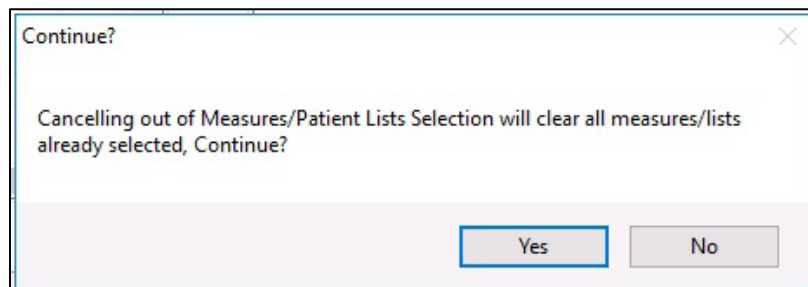 Continue?
Cancelling out of Measures/Patient Lists Selection will clear all measures/lists
already selected, Continue?
Yes No